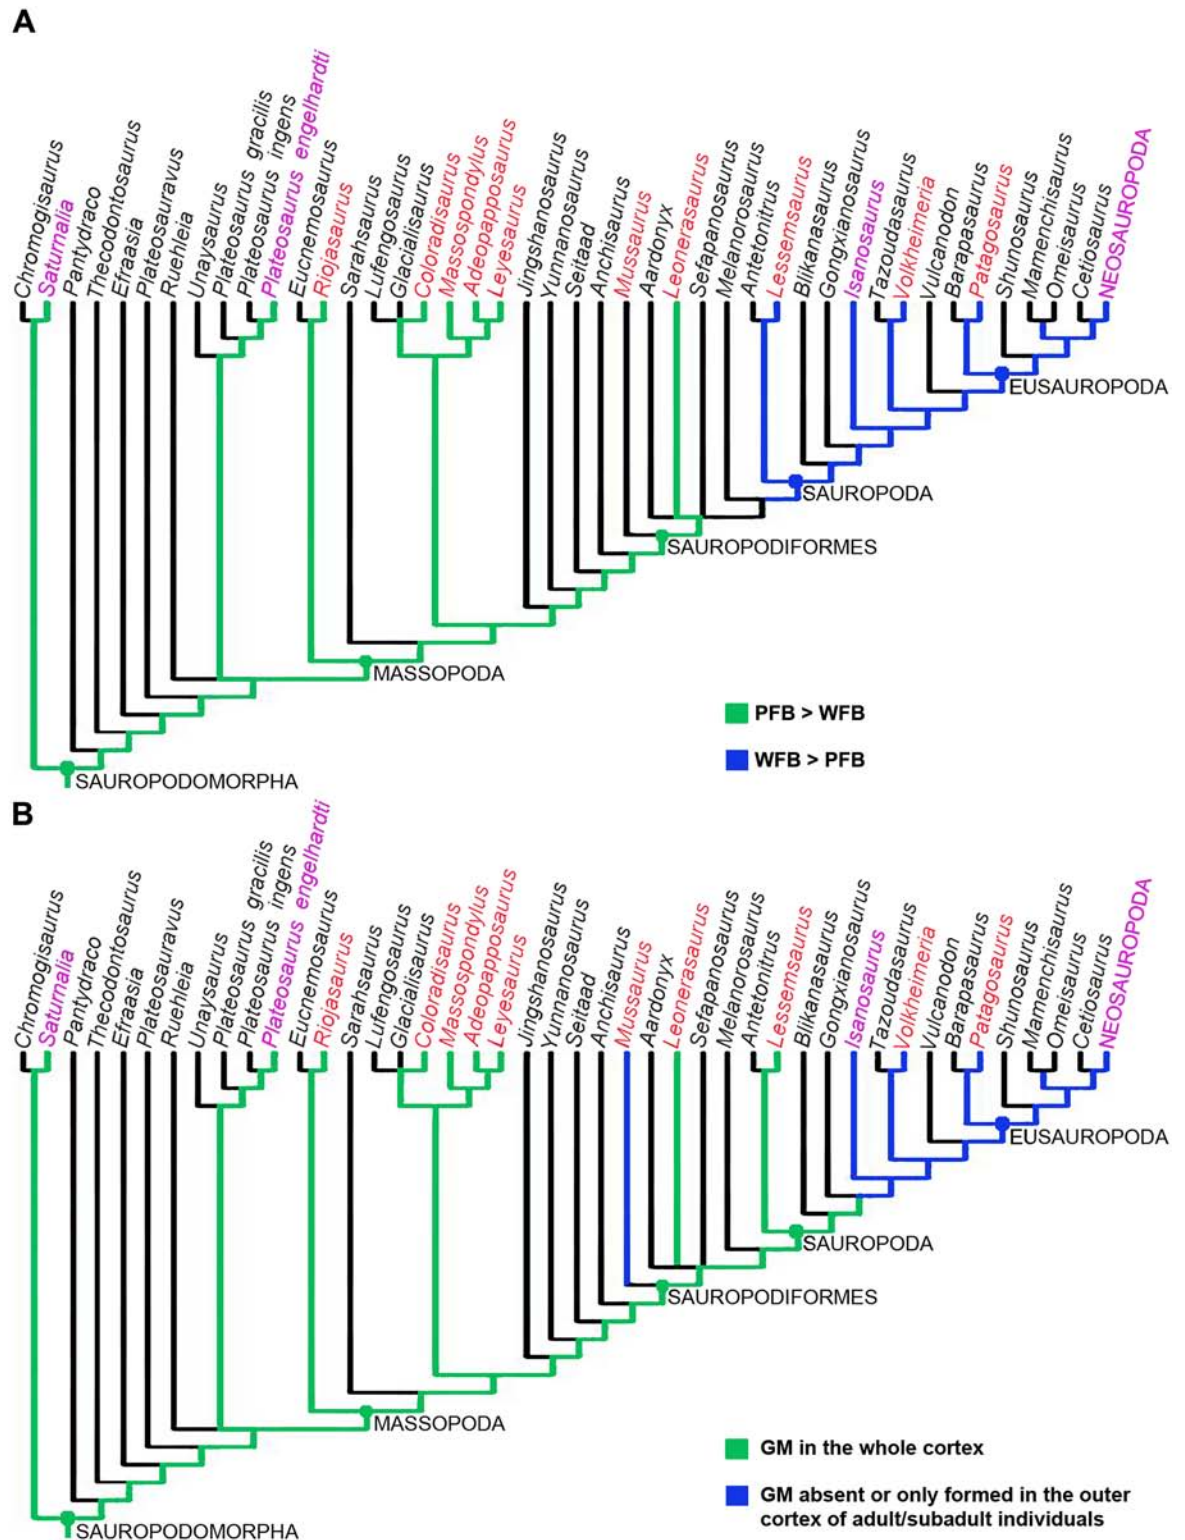 A
Chromogisaurus
Saturnalia
Pantydraco
Thecodontosaurus
Efraasia
Plateosauravus
Ruehleia
Unaysaurus
Plateosaurus gracilis
Plateosaurus ingens
Plateosaurus engelhardti
Eucnemosaurus
Riojasaurus
Sarahsaurus
Lufengosaurus
Glacialisaurus
Coloradisaurus
Massospondylus
Adeopapposaurus
Leyesaurus
Jingshanosaurus
Yunnanosaurus
Seitaad
Anchisaurus
Mussaurus
Aardonyx
Leonerasaurus
Sefapanosaurus
Melanorosaurus
Antetonitrus
Lessemsaurus
Blikanasaurus
Gongxianosaurus
Isanosaurus
Tazoudasaurus
Volkheimeria
Vulcanodon
Barapasaurus
Patagosaurus
Shunosaurus
Mamenchisaurus
Omeisaurus
Cetiosaurus
NEOSAUROPODA
EUSAUROPODA
SAUROPODA
SAUROPODIFORMES
MASSOPODA
PFB > WFB
WFB > PFB
SAUROPODOMORPHA
B
Chromogisaurus
Saturnalia
Pantydraco
Thecodontosaurus
Efraasia
Plateosauravus
Ruehleia
Unaysaurus
Plateosaurus gracilis
Plateosaurus ingens
Plateosaurus engelhardti
Eucnemosaurus
Riojasaurus
Sarahsaurus
Lufengosaurus
Glacialisaurus
Coloradisaurus
Massospondylus
Adeopapposaurus
Leyesaurus
Jingshanosaurus
Yunnanosaurus
Seitaad
Anchisaurus
Mussaurus
Aardonyx
Leonerasaurus
Sefapanosaurus
Melanorosaurus
Antetonitrus
Lessemsaurus
Blikanasaurus
Gongxianosaurus
Isanosaurus
Tazoudasaurus
Volkheimeria
Vulcanodon
Barapasaurus
Patagosaurus
Shunosaurus
Mamenchisaurus
Omeisaurus
Cetiosaurus
NEOSAUROPODA
EUSAUROPODA
SAUROPODA
SAUROPODIFORMES
MASSOPODA
GM in the whole cortex
GM absent or only formed in the outer
cortex of adult/subadult individuals
SAUROPODOMORPHA